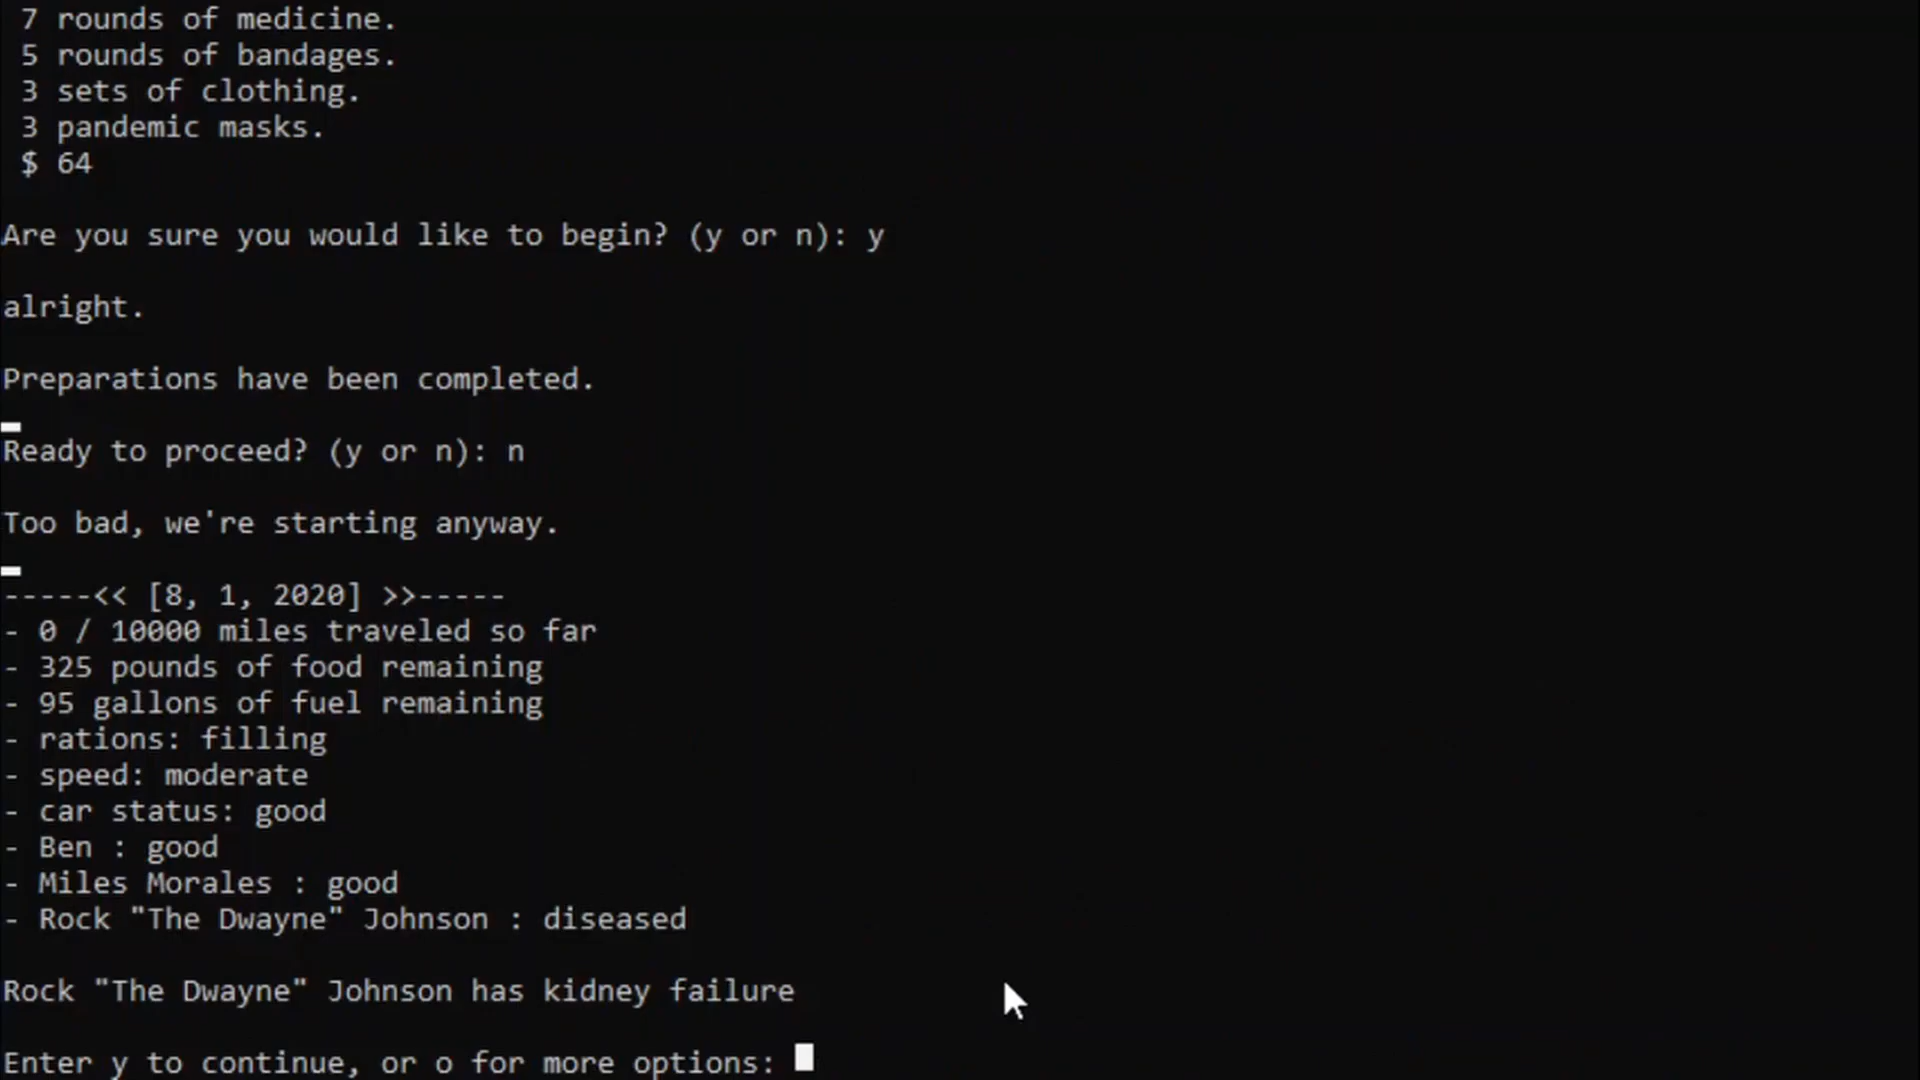 7 rounds of medicine.
5 rounds of bandages.
3 sets of clothing.
3 pandemic masks.
$ 64
Are you sure you would like to begin? (y or n): y
alright.
Preparations have been completed.
Ready to proceed? (y or n): n
Too bad, we're starting anyway.
-----<< [8, 1, 2020] >>-----
- 0 / 10000 miles traveled so far
- 325 pounds of food remaining
- 95 gallons of fuel remaining
- rations: filling
- speed: moderate
- car status: good
- Ben : good
- Miles Morales : good
- Rock "The Dwayne" Johnson : diseased
Rock "The Dwayne" Johnson has kidney failure
Enter y to continue, or o for more options: